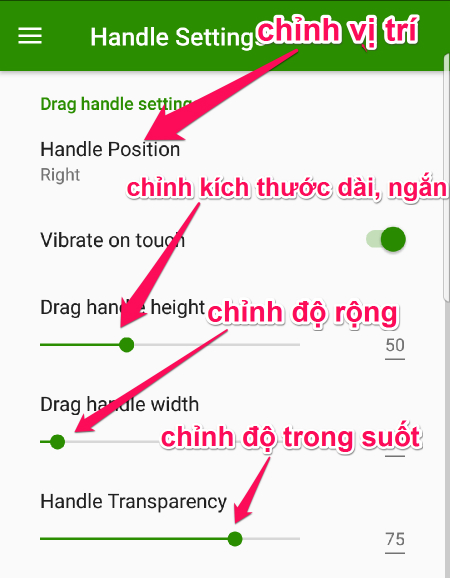 Handle Settings
chỉnh vị trí
Drag handle setting
Handle Position
Right
chỉnh kích thước dài, ngắn
Vibrate on touch
Drag handle height
chỉnh độ rộng
50
Drag handle width
chỉnh độ trong suốt
Handle Transparency
75